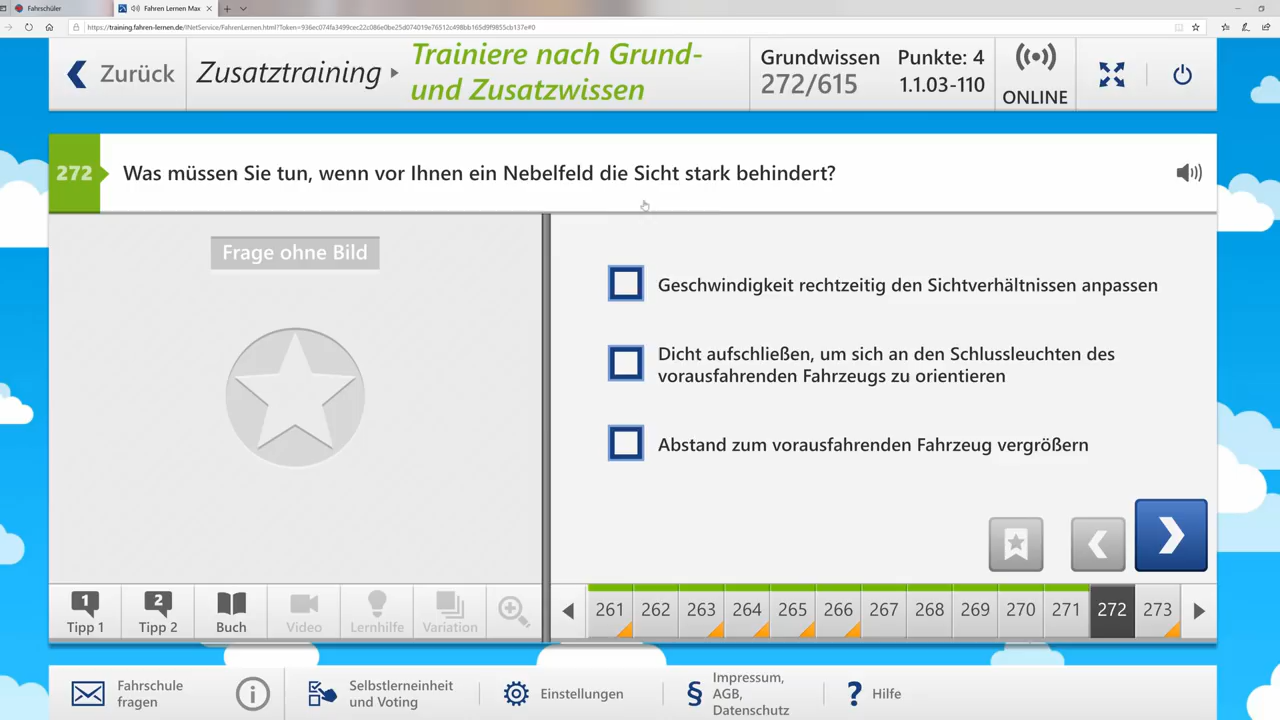 Fahrschüler
Fahren Lernen Max
https://training.fahren-lernen.de/INetService/FahrenLernen.html?Token=936ec074fa3499cec22c086e0be25d074019e76512c498bb165d9f9855cb137e#0
Zurück
Zusatztraining
Trainiere nach Grund-
und Zusatzwissen
Grundwissen
272/615
Punkte: 4
1.1.03-110
ONLINE
272
Was müssen Sie tun, wenn vor Ihnen ein Nebelfeld die Sicht stark behindert?
Frage ohne Bild
Geschwindigkeit rechtzeitig den Sichtverhältnissen anpassen
Dicht aufschließen, um sich an den Schlussleuchten des
vorausfahrenden Fahrzeugs zu orientieren
Abstand zum vorausfahrenden Fahrzeug vergrößern
1
Tipp 1
2
Tipp 2
Buch
Video
Lernhilfe
Variation
261 262 263 264 265 266 267 268 269 270 271 272 273
Fahrschule
fragen
Selbstlerneinheit
und Voting
Einstellungen
§
Impressum,
AGB,
Datenschutz
?
Hilfe